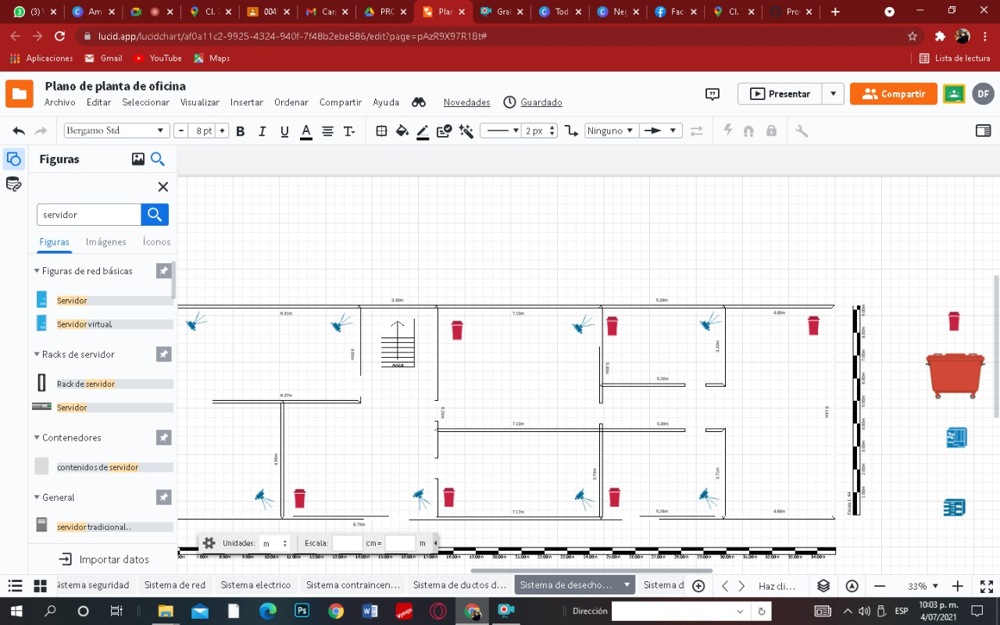 (3) \
Am
Cl. 7
004
Carp
PRC
Plar
Gral
Tod
Neg
Fac
Cl.
Pro
lucid.app/lucidchart/af0a11c2-9925-4324-940f-7f48b2ebe586/edit?page=pAzR9X97R1Bt#
Aplicaciones Gmail YouTube Maps Lista de lectura
Plano de planta de oficina
Archivo Editar Seleccionar Visualizar Insertar Ordenar Compartir Ayuda Novedades Guardado
Presentar Compartir DF
Bergamo Std - 8 pt + B I U A T 2 px Ninguno
Figuras
servidor
Figuras Imágenes Íconos
Figuras de red básicas
Servidor
Servidor virtual
Racks de servidor
Rack de servidor
Servidor
Contenedores
contenidos de servidor
General
servidor tradicional..
Importar datos
3.38m 5.39m
6.31m 7.10m 4.68m
5.26m
6.37m
7.10m 5.39m
7.17m 5.26m 4.68m
6.75m
Escala 1: 64
Unidades: m Escala: cm = m
istema seguridad Sistema de red Sistema electrico Sistema contraincen... Sistema de ductos d... Sistema de desecho... Sistema d Haz cli... 33%
Dirección ESP 10:03 p. m.
4/07/2021